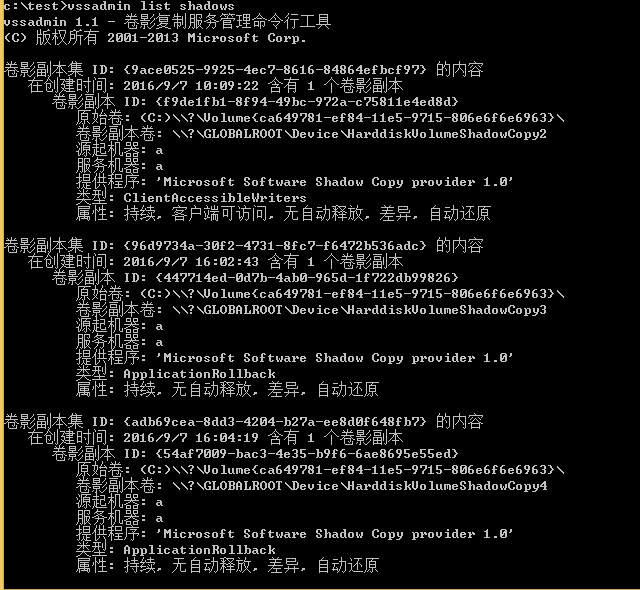 c:\test>vssadmin list shadows
vssadmin 1.1 - 卷影复制服务管理命令行工具
(C) 版权所有 2001-2013 Microsoft Corp.
卷影副本集 ID: {9ace0525-9925-4ec7-8616-84864efbcf97} 的内容
在创建时间: 2016/9/7 10:09:22 含有 1 个卷影副本
卷影副本 ID: {f9de1fb1-8f94-49bc-972a-c75811e4ed8d}
原始卷: (C:)\\?\Volume{ca649781-ef84-11e5-9715-806e6f6e6963}\
卷影副本卷: \\?\GLOBALROOT\Device\HarddiskVolumeShadowCopy2
源起机器: a
服务机器: a
提供程序: 'Microsoft Software Shadow Copy provider 1.0'
类型: ClientAccessibleWriters
属性: 持续, 客户端可访问, 无自动释放, 差异, 自动还原
卷影副本集 ID: {96d9734a-30f2-4731-8fc7-f6472b536adc} 的内容
在创建时间: 2016/9/7 16:02:43 含有 1 个卷影副本
卷影副本 ID: {447714ed-0d7b-4ab0-965d-1f722db99826}
原始卷: (C:)\\?\Volume{ca649781-ef84-11e5-9715-806e6f6e6963}\
卷影副本卷: \\?\GLOBALROOT\Device\HarddiskVolumeShadowCopy3
源起机器: a
服务机器: a
提供程序: 'Microsoft Software Shadow Copy provider 1.0'
类型: ApplicationRollback
属性: 持续, 无自动释放, 差异, 自动还原
卷影副本集 ID: {adb69cea-8dd3-4204-b27a-ee8d0f648fb7} 的内容
在创建时间: 2016/9/7 16:04:19 含有 1 个卷影副本
卷影副本 ID: {54af7009-bac3-4e35-b9f6-6ae8695e55ed}
原始卷: (C:)\\?\Volume{ca649781-ef84-11e5-9715-806e6f6e6963}\
卷影副本卷: \\?\GLOBALROOT\Device\HarddiskVolumeShadowCopy4
源起机器: a
服务机器: a
提供程序: 'Microsoft Software Shadow Copy provider 1.0'
类型: ApplicationRollback
属性: 持续, 无自动释放, 差异, 自动还原